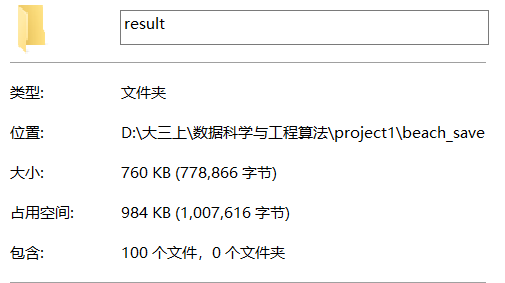 result
类型: 文件夹
位置: D:\大三上\数据科学与工程算法\project1\beach_save
大小: 760 KB (778,866 字节)
占用空间: 984 KB (1,007,616 字节)
包含: 100 个文件，0 个文件夹